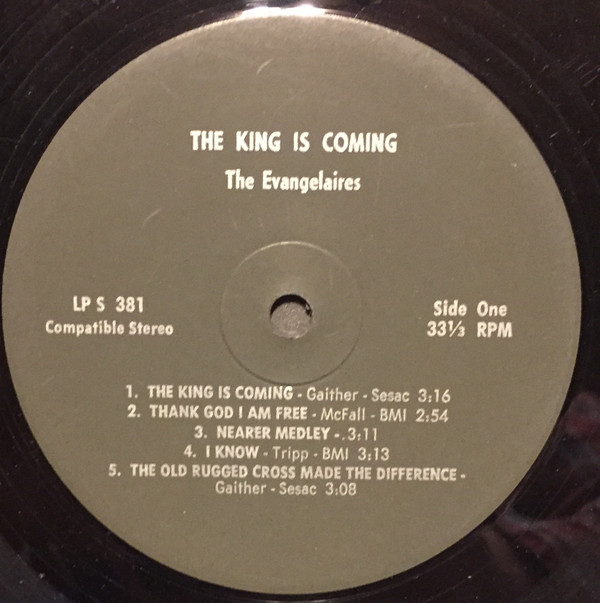 THE KING IS COMING
The Evangelaires
LP S 381
Compatible Stereo
Side One
33⅓ RPM
1. THE KING IS COMING - Gaither - Sesac 3:16
2. THANK GOD I AM FREE - McFall - BMI 2:54
3. NEARER MEDLEY -.3:11
4. I KNOW - Tripp - BMI 3:13
5. THE OLD RUGGED CROSS MADE THE DIFFERENCE -
Gaither - Sesac 3:08